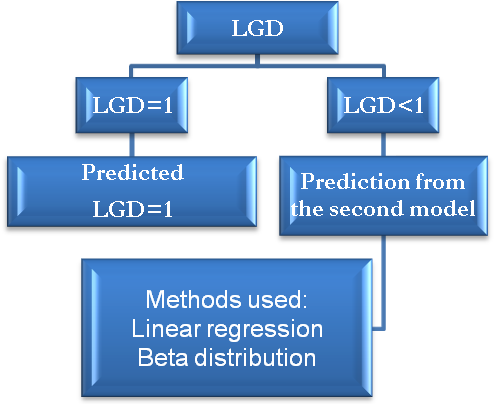 LGD
LGD=1
LGD<1
Predicted
LGD=1
Prediction from
the second model
Methods used:
Linear regression
Beta distribution